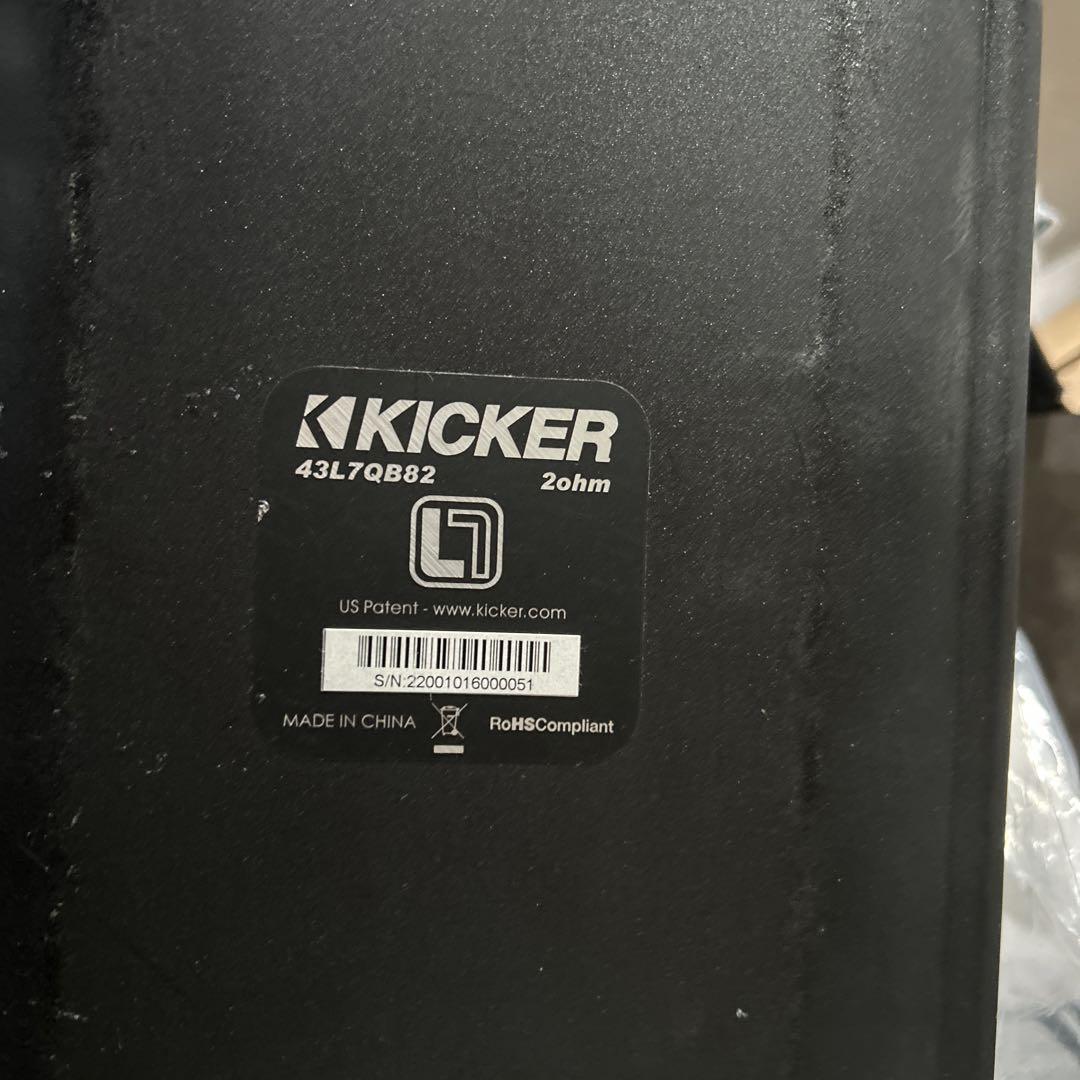 KICKER
43L7QB82 2ohm
L7
US Patent - www.kicker.com
S/N:22001016000051
MADE IN CHINA RoHSCompliant